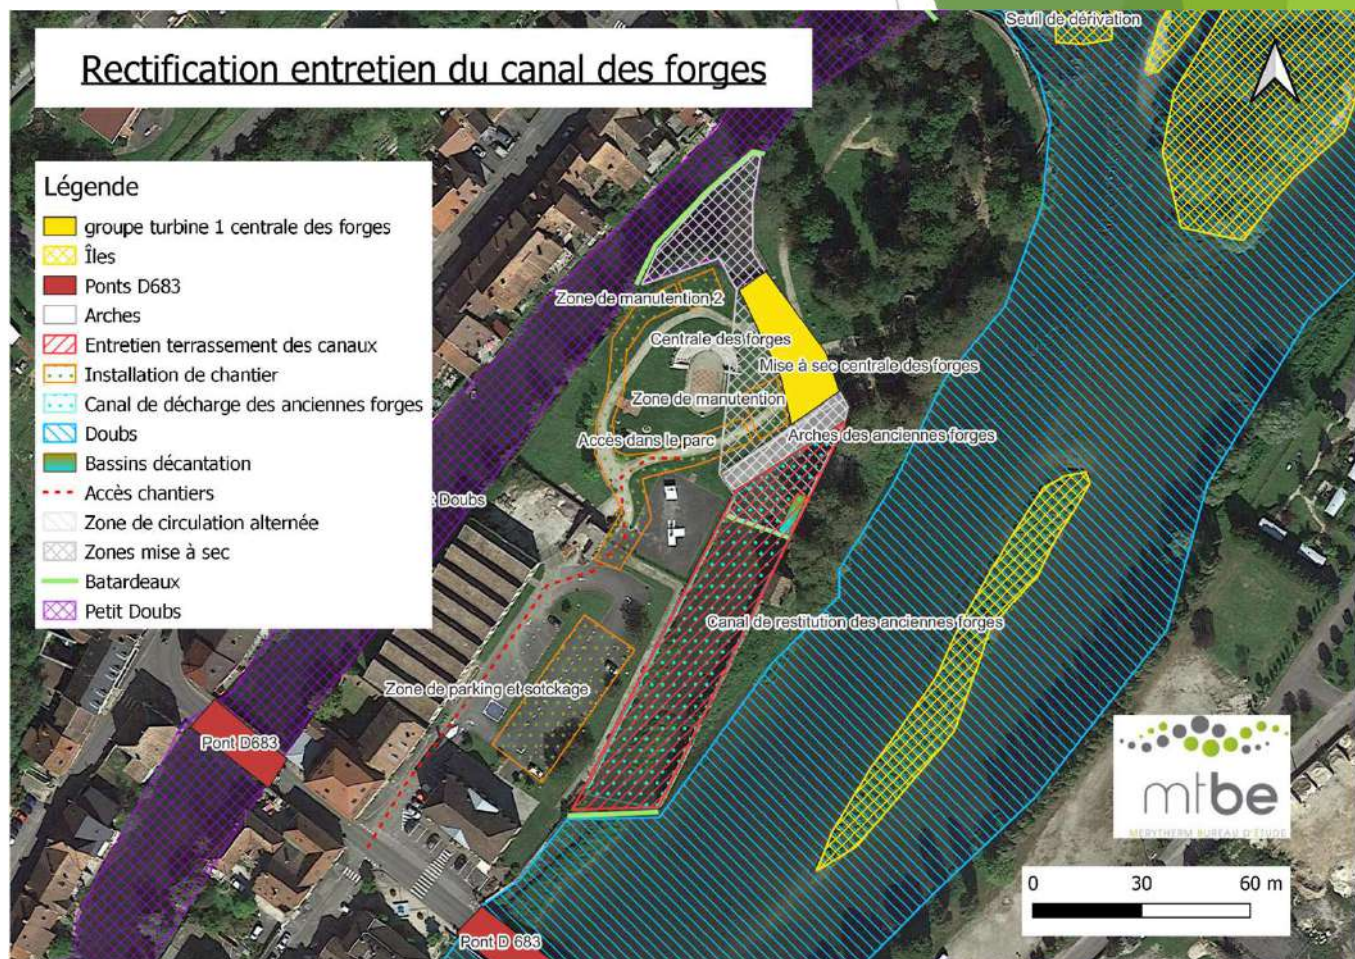 Seuil de dérivation
Rectification entretien du canal des forges
Légende
groupe turbine 1 centrale des forges
Îles
Ponts D683
Arches
Entretien terrassement des canaux
Installation de chantier
Canal de décharge des anciennes forges
Doubs
Bassins décantation
Accès chantiers
Zone de circulation alternée
Zones mise à sec
Batardeaux
Petit Doubs
Zone de manutention 2
Centrale des forges
Mise à sec centrale des forges
Zone de manutention
Arches des anciennes forges
Accès dans le parc
t Doubs
Canal de restitution des anciennes forges
Zone de parking et sotckage
Pont D683
Pont D 683
mtbe
MERYTHERM BUREAU D'ÉTUDE
0 30 60 m